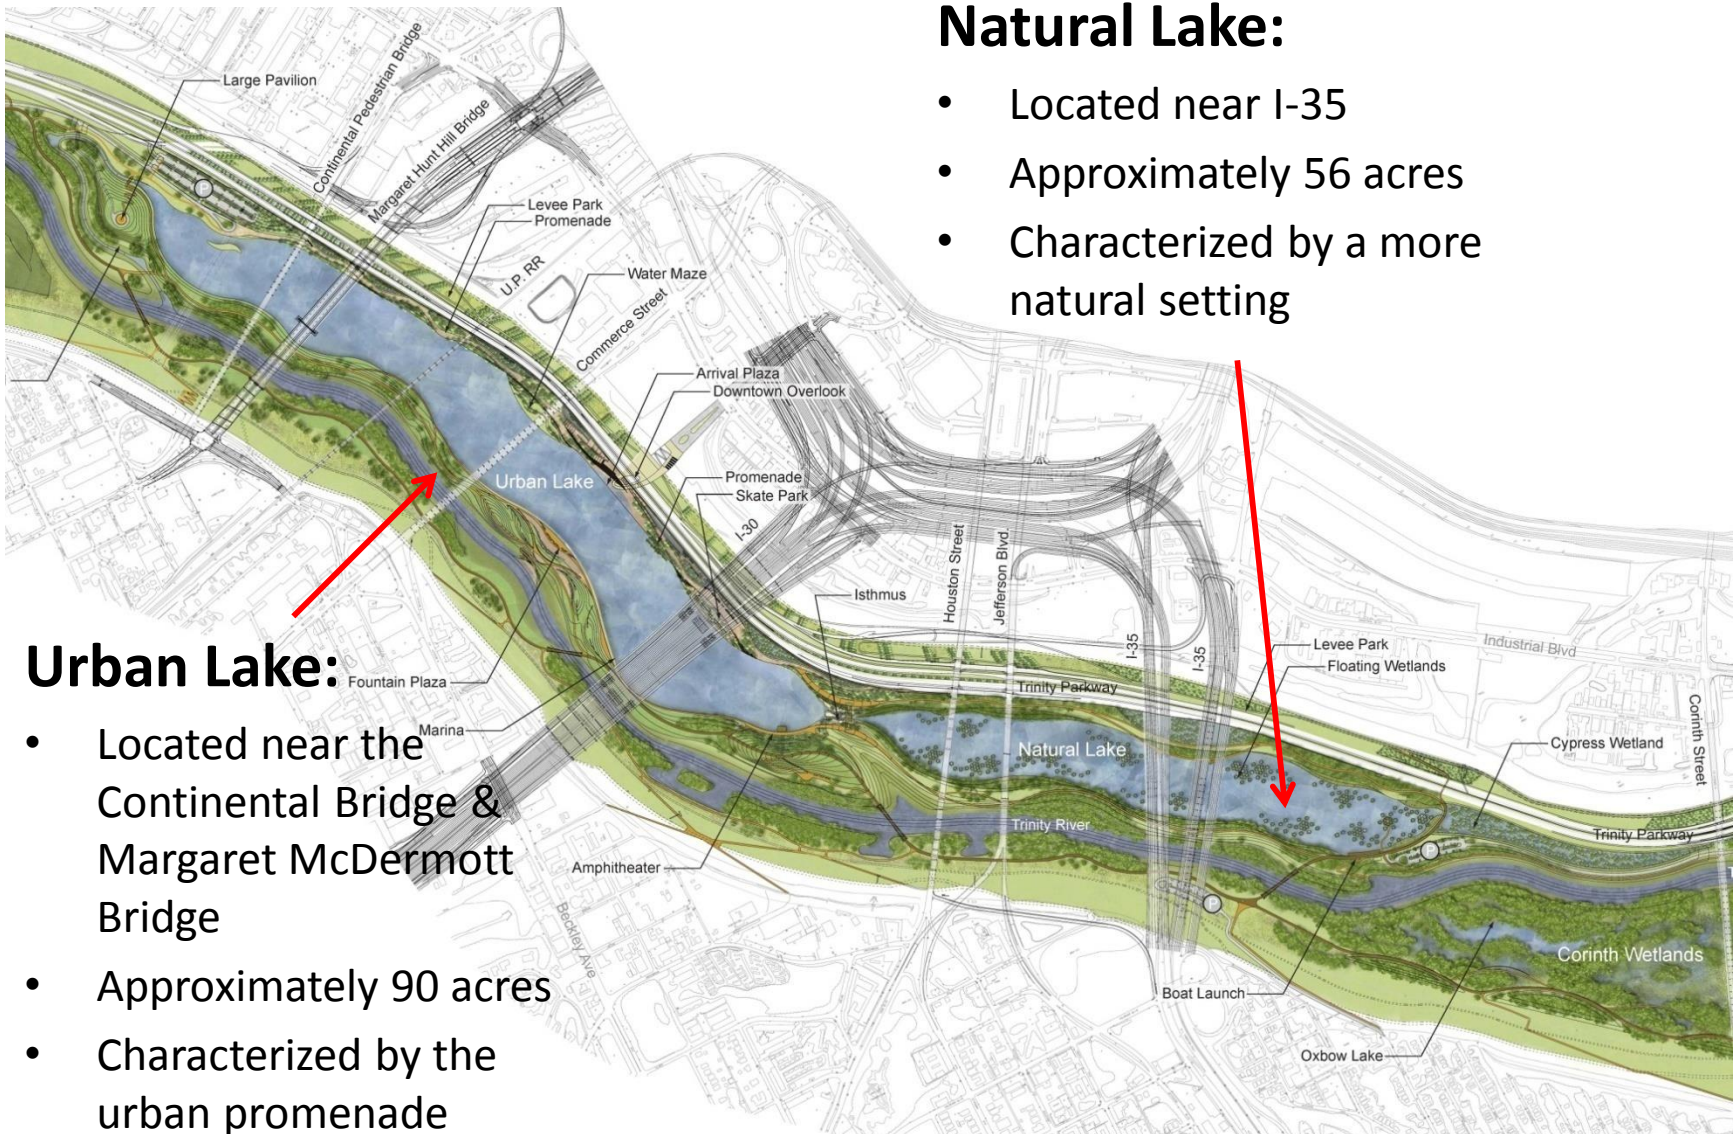 Natural Lake:
• Located near I-35
• Approximately 56 acres
• Characterized by a more
natural setting
Large Pavilion
Continental Pedestrian Bridge
Margaret Hunt Hill Bridge
Levee Park
Promenade
U.P. RR
Water Maze
Commerce Street
Arrival Plaza
Downtown Overlook
Urban Lake
Promenade
Skate Park
I-30
Isthmus
Houston Street
Jefferson Blvd.
I-35
I-35
Levee Park
Floating Wetlands
Industrial Blvd
Trinity Parkway
Corinth Street
Natural Lake
Cypress Wetland
Trinity River
Trinity Parkway
P
P
P
Urban Lake:
Fountain Plaza
Marina
• Located near the
Continental Bridge &
Margaret McDermott
Bridge
• Approximately 90 acres
• Characterized by the
urban promenade
Amphitheater
Beckley Ave
Corinth Wetlands
Boat Launch
Oxbow Lake